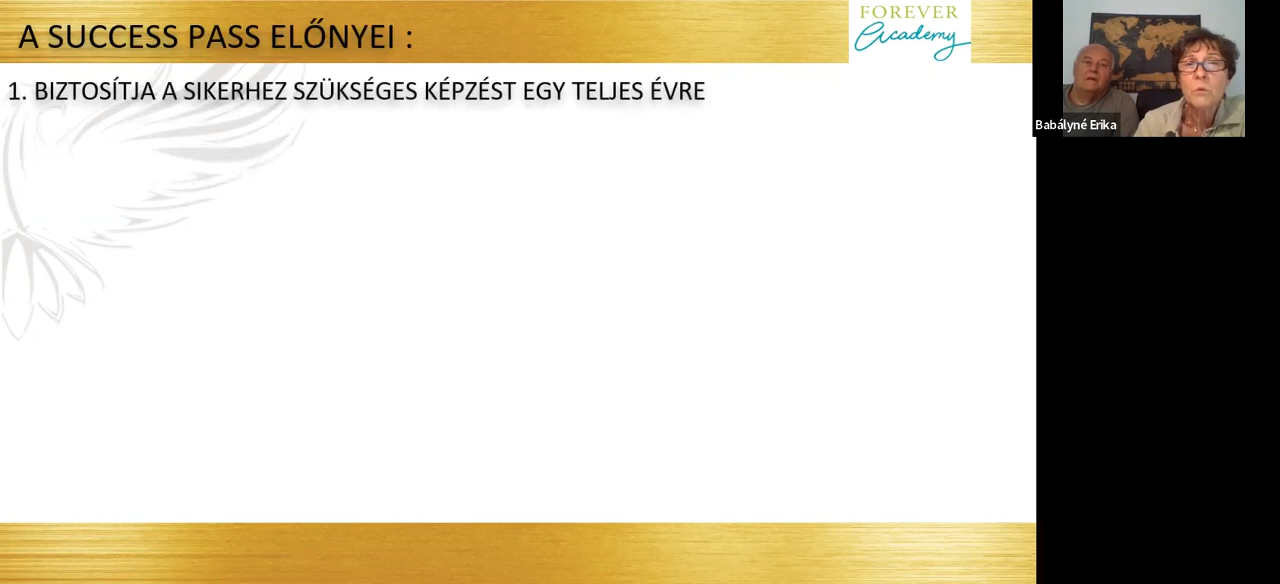 A SUCCESS PASS ELŐNYEI :
FOREVER
Academy
Babályné Erika
1. BIZTOSÍTJA A SIKERHEZ SZÜKSÉGES KÉPZÉST EGY TELJES ÉVRE